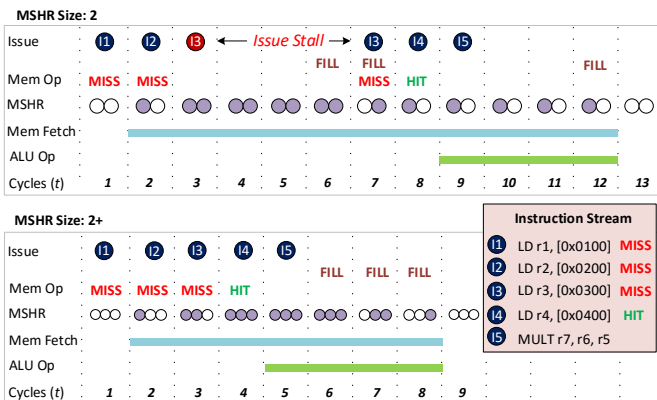 MSHR Size: 2
Issue I1 I2 I3 Issue Stall I3 I4 I5
FILL FILL FILL
Mem Op MISS MISS MISS HIT
MSHR
Mem Fetch
ALU Op
Cycles (t) 1 2 3 4 5 6 7 8 9 10 11 12 13
MSHR Size: 2+
Issue I1 I2 I3 I4 I5
FILL FILL FILL
Mem Op MISS MISS MISS HIT
MSHR
Mem Fetch
ALU Op
Cycles (t) 1 2 3 4 5 6 7 8 9
Instruction Stream
I1 LD r1, [0x0100] MISS
I2 LD r2, [0x0200] MISS
I3 LD r3, [0x0300] MISS
I4 LD r4, [0x0400] HIT
I5 MULT r7, r6, r5